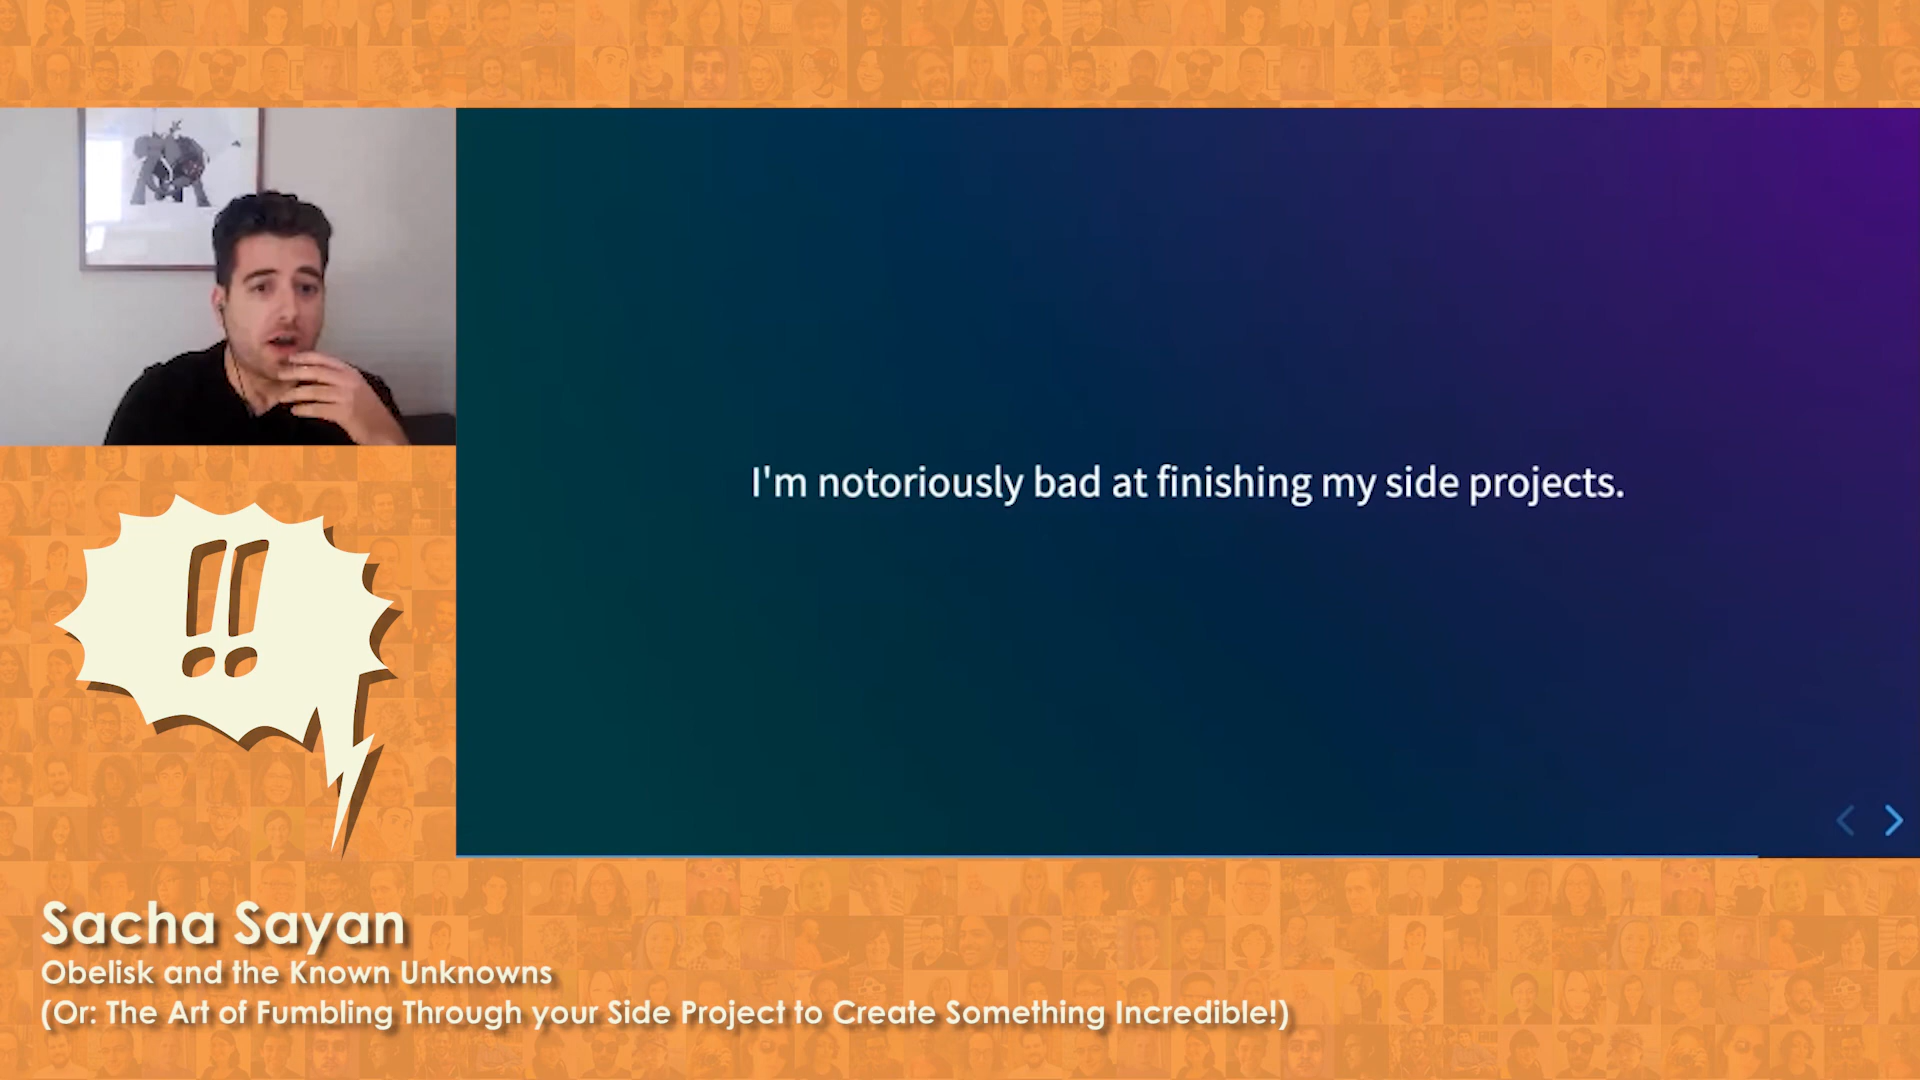 I'm notoriously bad at finishing my side projects.
!!
Sacha Sayan
Obelisk and the Known Unknowns
(Or: The Art of Fumbling Through your Side Project to Create Something Incredible!)